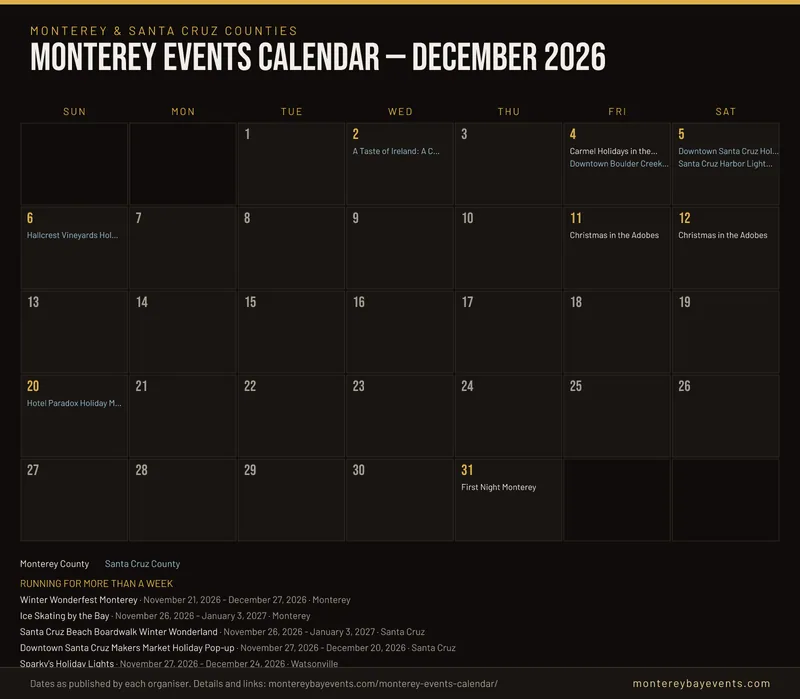 MONTEREY & SANTA CRUZ COUNTIES
MONTEREY EVENTS CALENDAR — DECEMBER 2026
SUN MON TUE WED THU FRI SAT
1 2 3 4 5
A Taste of Ireland: A C... Carmel Holidays in the... Downtown Santa Cruz Hol...
Downtown Boulder Creek... Santa Cruz Harbor Light...
6 7 8 9 10 11 12
Hallcrest Vineyards Hol... Christmas in the Adobes Christmas in the Adobes
13 14 15 16 17 18 19
20 21 22 23 24 25 26
Hotel Paradox Holiday M...
27 28 29 30 31
First Night Monterey
Monterey County Santa Cruz County
RUNNING FOR MORE THAN A WEEK
Winter Wonderfest Monterey · November 21, 2026 - December 27, 2026 · Monterey
Ice Skating by the Bay · November 26, 2026 - January 3, 2027 · Monterey
Santa Cruz Beach Boardwalk Winter Wonderland · November 26, 2026 - January 3, 2027 · Santa Cruz
Downtown Santa Cruz Makers Market Holiday Pop-up · November 27, 2026 - December 20, 2026 · Santa Cruz
Sparky's Holiday Lights · November 27, 2026 - December 24, 2026 · Watsonville
Dates as published by each organiser. Details and links: montereybayevents.com/monterey-events-calendar/
montereybayevents.com